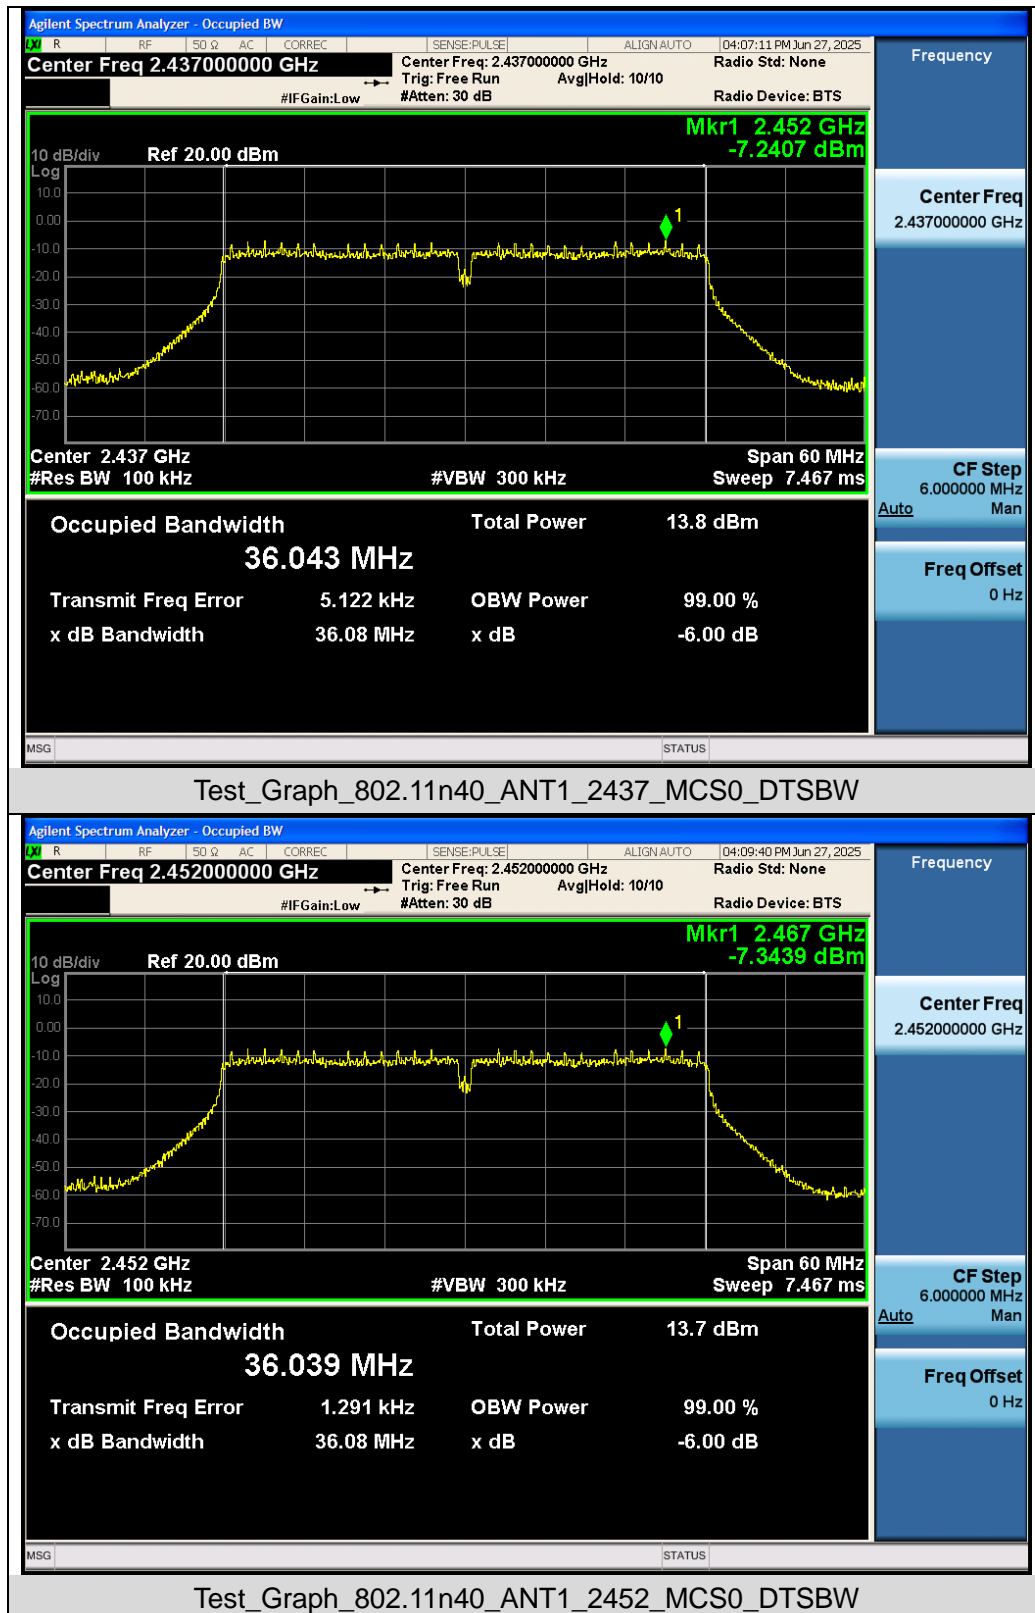 Agilent Spectrum Analyzer - Occupied BW
LXI R RF 50 Ω AC CORREC SENSE:PULSE ALIGN AUTO 04:07:11 PM Jun 27, 2025
Center Freq 2.437000000 GHz
Center Freq: 2.437000000 GHz
Radio Std: None
Trig: Free Run Avg|Hold: 10/10
#IFGain:Low
#Atten: 30 dB
Radio Device: BTS
Frequency
Mkr1 2.452 GHz
-7.2407 dBm
10 dB/div Ref 20.00 dBm
Log
10.0
0.00
-10.0
-20.0
-30.0
-40.0
-50.0
-60.0
-70.0
1
Center 2.437 GHz Span 60 MHz
#Res BW 100 kHz #VBW 300 kHz Sweep 7.467 ms
Center Freq
2.437000000 GHz
CF Step
6.000000 MHz
Auto Man
Freq Offset
0 Hz
Occupied Bandwidth Total Power 13.8 dBm
36.043 MHz
Transmit Freq Error 5.122 kHz OBW Power 99.00 %
x dB Bandwidth 36.08 MHz x dB -6.00 dB
MSG STATUS
Test_Graph_802.11n40_ANT1_2437_MCS0_DTSBW
Agilent Spectrum Analyzer - Occupied BW
LXI R RF 50 Ω AC CORREC SENSE:PULSE ALIGN AUTO 04:09:40 PM Jun 27, 2025
Center Freq 2.452000000 GHz
Center Freq: 2.452000000 GHz
Radio Std: None
Trig: Free Run Avg|Hold: 10/10
#IFGain:Low
#Atten: 30 dB
Radio Device: BTS
Frequency
Mkr1 2.467 GHz
-7.3439 dBm
10 dB/div Ref 20.00 dBm
Log
10.0
0.00
-10.0
-20.0
-30.0
-40.0
-50.0
-60.0
-70.0
1
Center 2.452 GHz Span 60 MHz
#Res BW 100 kHz #VBW 300 kHz Sweep 7.467 ms
Center Freq
2.452000000 GHz
CF Step
6.000000 MHz
Auto Man
Freq Offset
0 Hz
Occupied Bandwidth Total Power 13.7 dBm
36.039 MHz
Transmit Freq Error 1.291 kHz OBW Power 99.00 %
x dB Bandwidth 36.08 MHz x dB -6.00 dB
MSG STATUS
Test_Graph_802.11n40_ANT1_2452_MCS0_DTSBW